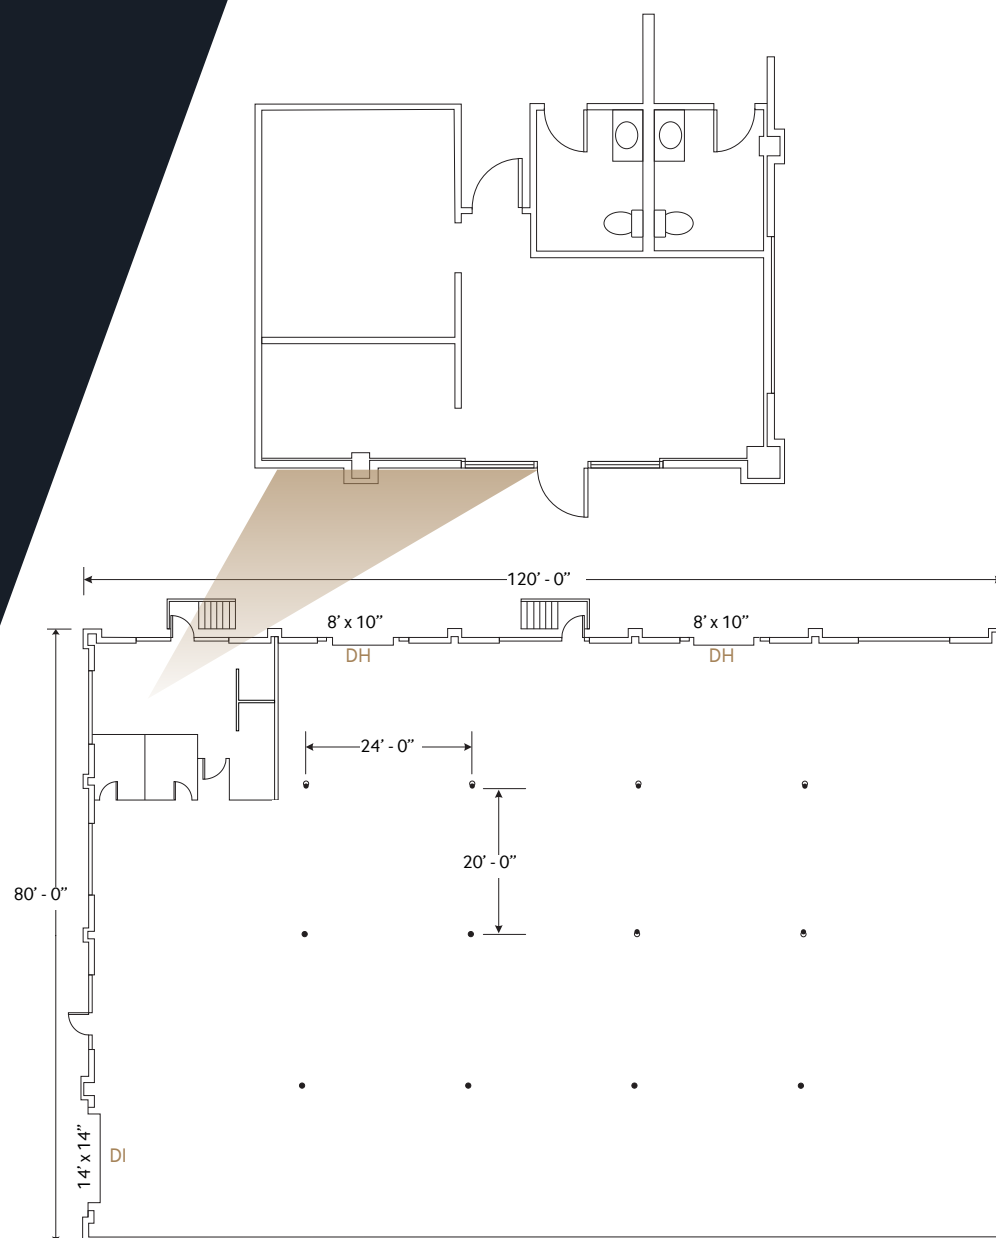 120’ - 0”
8’ x 10”
8’ x 10”
DH
DH
24’ - 0”
20’ - 0”
80’ - 0”
14’ x 14”
DI